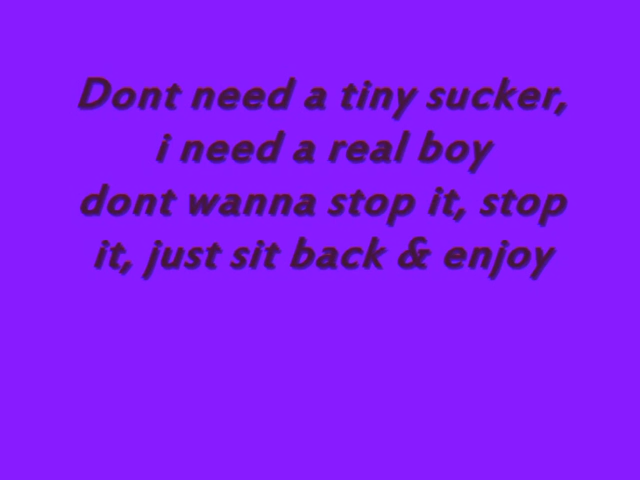 Dont need a tiny sucker,
i need a real boy
dont wanna stop it, stop
it, just sit back & enjoy